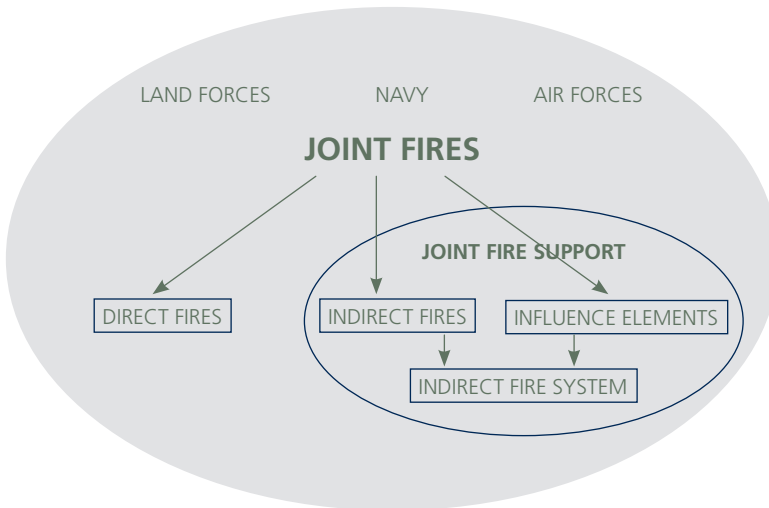 LAND FORCES NAVY AIR FORCES
JOINT FIRES
JOINT FIRE SUPPORT
DIRECT FIRES INDIRECT FIRES INFLUENCE ELEMENTS
INDIRECT FIRE SYSTEM